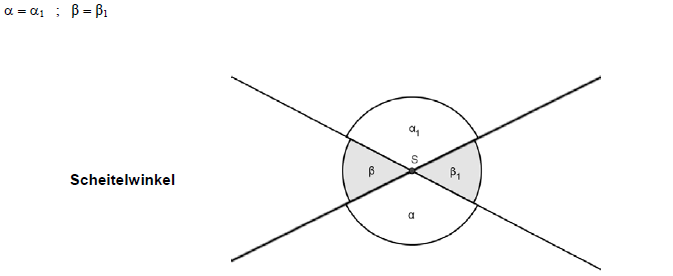 α = α₁ ; β = β₁
α₁
S
β
β₁
Scheitelwinkel
α